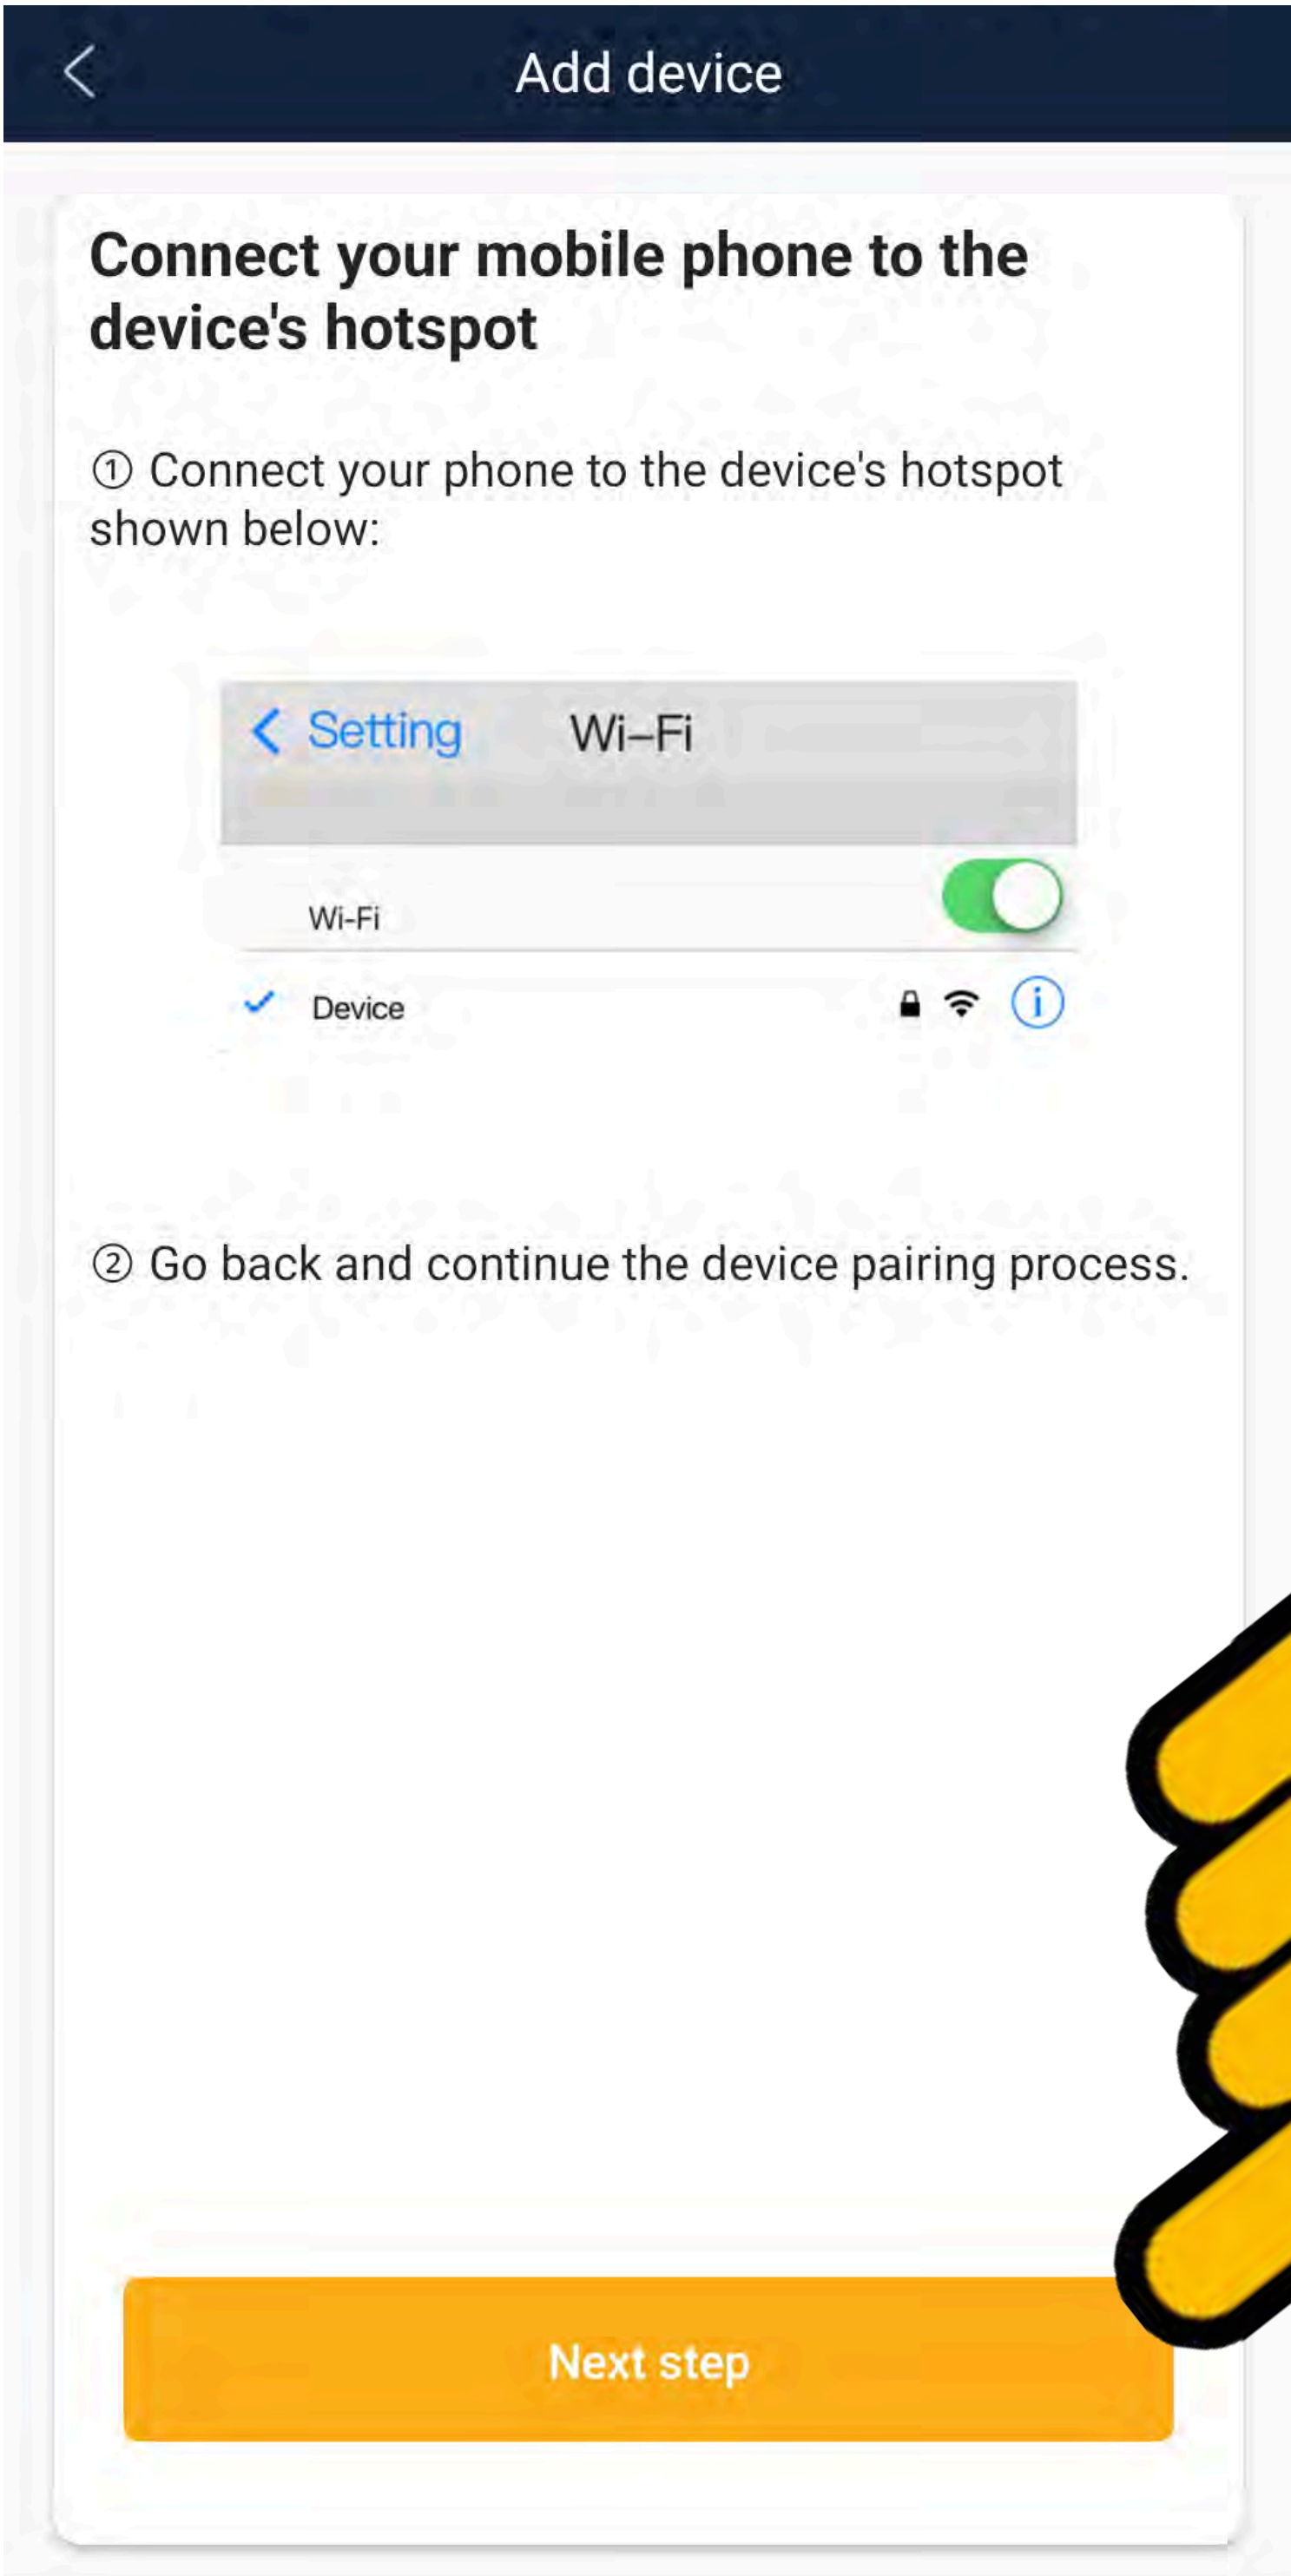 Add device
Connect your mobile phone to the
device's hotspot
① Connect your phone to the device's hotspot
shown below:
Setting Wi–Fi
Wi-Fi
Device
② Go back and continue the device pairing process.
Next step